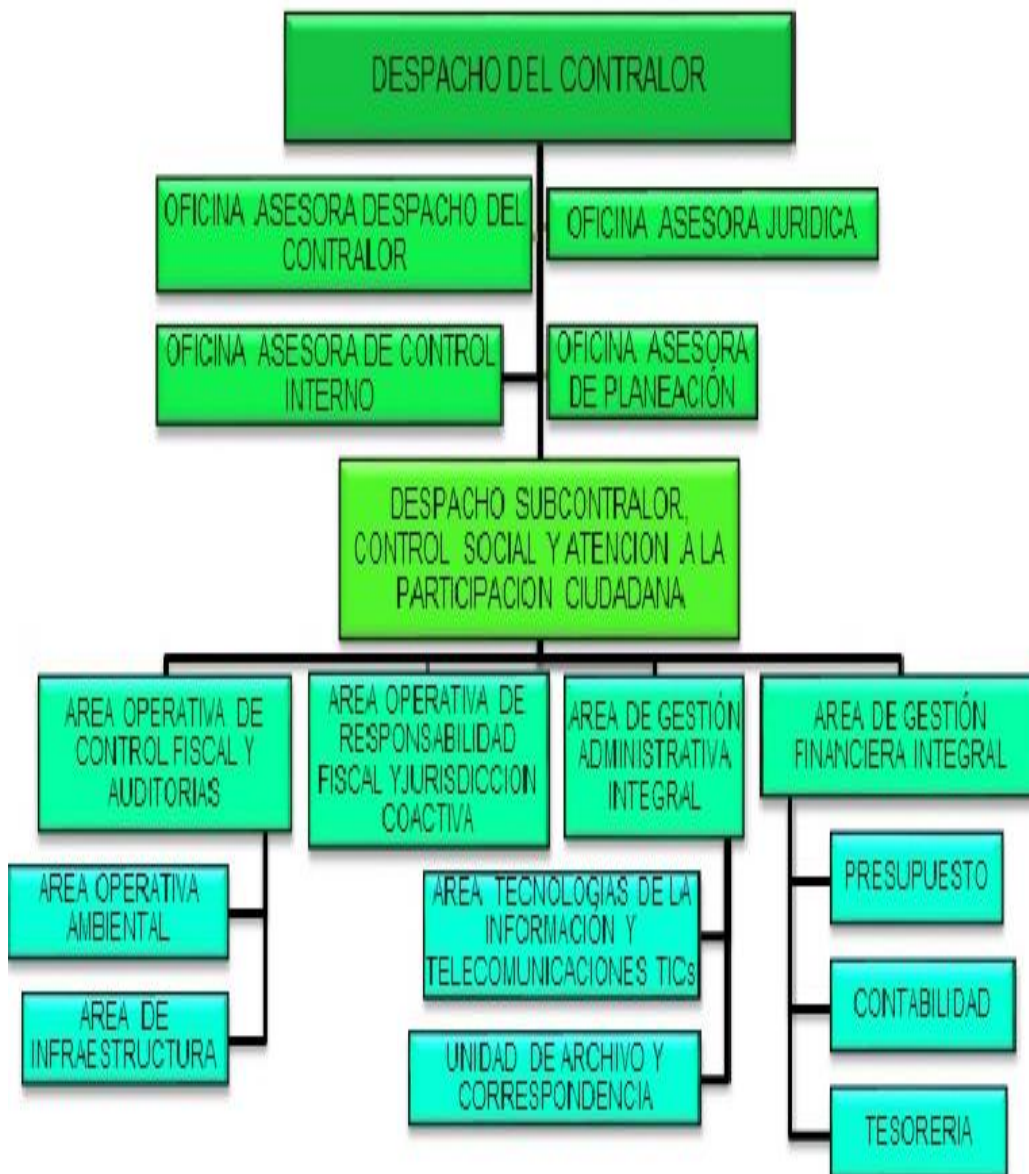 DESPACHO DEL CONTRALOR
OFICINA ASESORA DESPACHO DEL
CONTRALOR
OFICINA ASESORA JURIDICA
OFICINA ASESORA DE CONTROL
INTERNO
OFICINA ASESORA
DE PLANEACIÓN
DESPACHO SUBCONTRALOR,
CONTROL SOCIAL Y ATENCION A LA
PARTICIPACION CIUDADANA
AREA OPERATIVA DE
CONTROL FISCAL Y
AUDITORIAS
AREA OPERATIVA DE
RESPONSABILIDAD
FISCAL YJURISDICCION
COACTIVA
AREA DE GESTIÓN
ADMINISTRATIVA
INTEGRAL
AREA DE GESTIÓN
FINANCIERA INTEGRAL
AREA OPERATIVA
AMBIENTAL
AREA DE
INFRAESTRUCTURA
AREA TECNOLOGIAS DE LA
INFORMACIÓN Y
TELECOMUNICACIONES TICs
UNIDAD DE ARCHIVO Y
CORRESPONDENCIA
PRESUPUESTO
CONTABILIDAD
TESORERIA